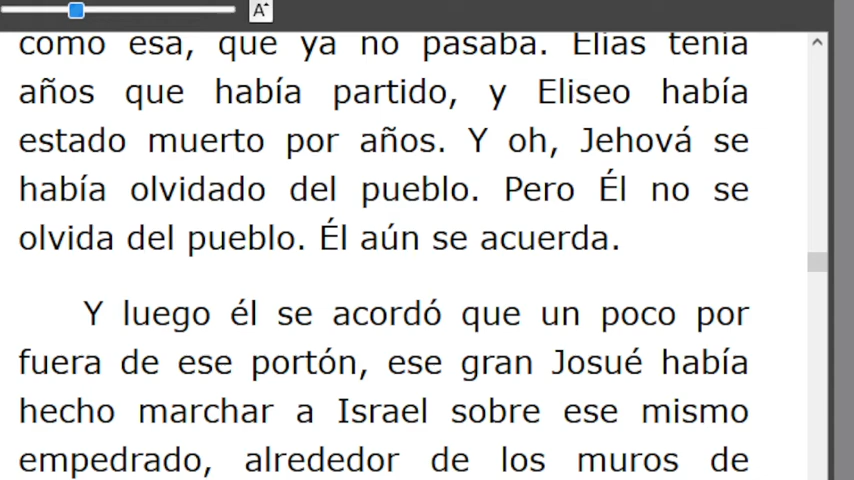 A
como esa, que ya no pasaba. Elías tenía
años que había partido, y Eliseo había
estado muerto por años. Y oh, Jehová se
había olvidado del pueblo. Pero Él no se
olvida del pueblo. Él aún se acuerda.
Y luego él se acordó que un poco por
fuera de ese portón, ese gran Josué había
hecho marchar a Israel sobre ese mismo
empedrado, alrededor de los muros de